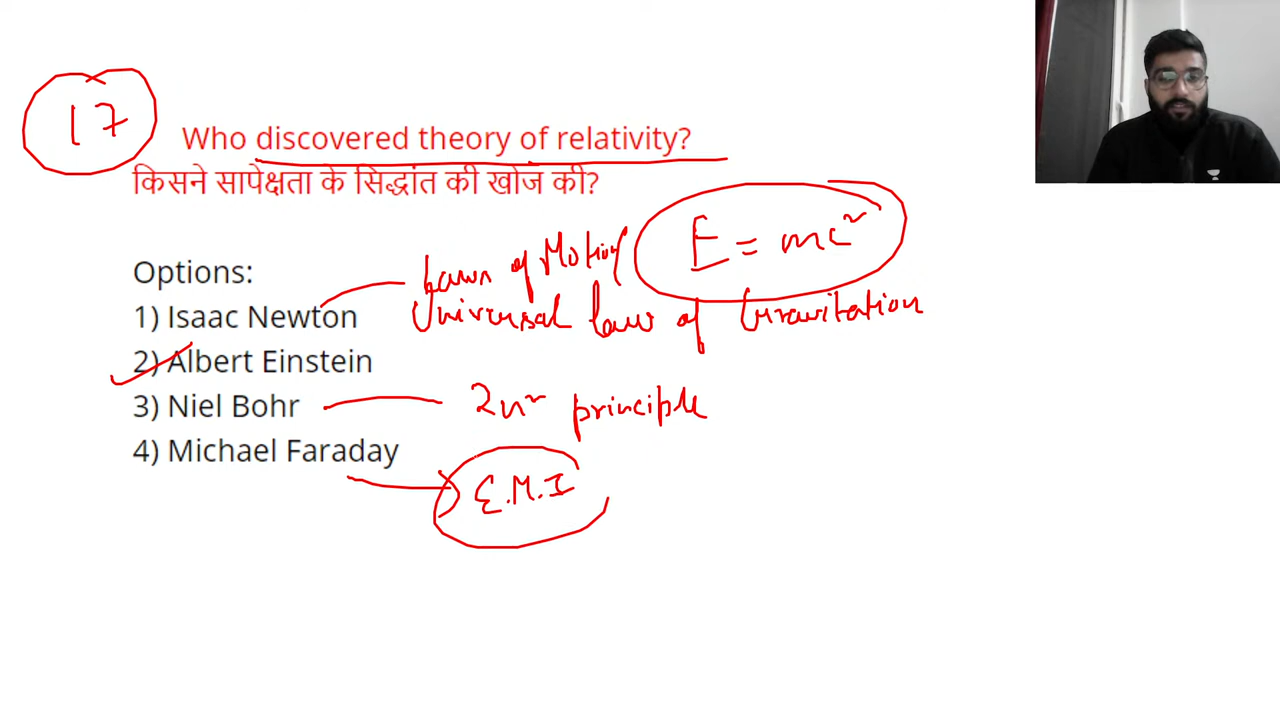 17
Who discovered theory of relativity?
किसने सापेक्षता के सिद्धांत की खोज की?
E = mc²
Options:
Laws of Motion
1) Isaac Newton
Universal law of Gravitation
2) Albert Einstein
3) Niel Bohr
2n² principle
4) Michael Faraday
E.M.I